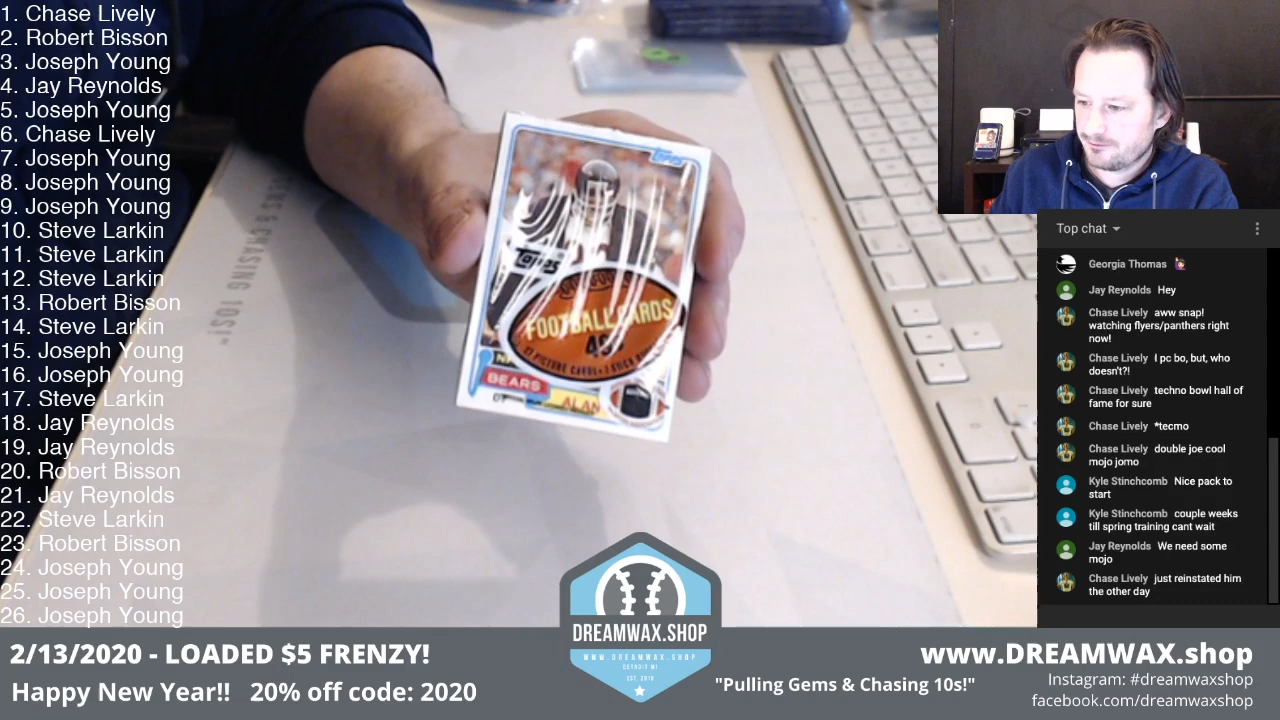 1. Chase Lively
2. Robert Bisson
3. Joseph Young
4. Jay Reynolds
5. Joseph Young
6. Chase Lively
7. Joseph Young
8. Joseph Young
9. Joseph Young
10. Steve Larkin
11. Steve Larkin
12. Steve Larkin
13. Robert Bisson
14. Steve Larkin
15. Joseph Young
16. Joseph Young
17. Steve Larkin
18. Jay Reynolds
19. Jay Reynolds
20. Robert Bisson
21. Jay Reynolds
22. Steve Larkin
23. Robert Bisson
24. Joseph Young
25. Joseph Young
26. Joseph Young
& CHASING 10S!"
Topps
Topps
FOOTBALL CARDS
BEARS
ALAN
Top chat
Georgia Thomas
Jay Reynolds Hey
Chase Lively aww snap!
watching flyers/panthers right
now!
Chase Lively I pc bo, but, who
doesn't?!
Chase Lively techno bowl hall of
fame for sure
Chase Lively *tecmo
Chase Lively double joe cool
mojo jomo
Kyle Stinchcomb Nice pack to
start
Kyle Stinchcomb couple weeks
till spring training cant wait
Jay Reynolds We need some
mojo
Chase Lively just reinstated him
the other day
DREAMWAX.SHOP
WWW.DREAMWAX.SHOP
DETROIT MI
EST. 2018
2/13/2020 - LOADED $5 FRENZY!
Happy New Year!! 20% off code: 2020
"Pulling Gems & Chasing 10s!"
www.DREAMWAX.shop
Instagram: #dreamwaxshop
facebook.com/dreamwaxshop